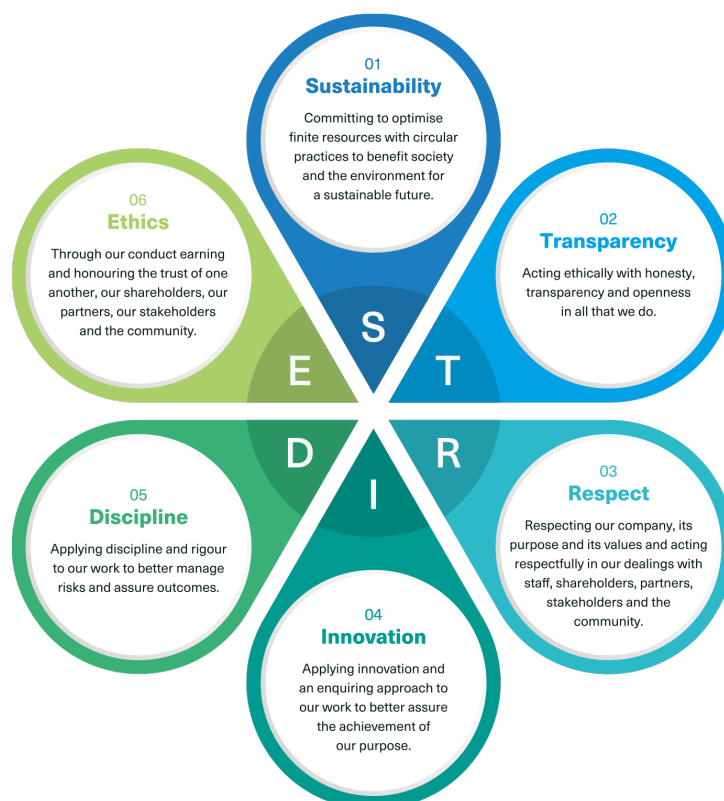 01
Sustainability
Committing to optimise
finite resources with circular
practices to benefit society
and the environment for
a sustainable future.
02
Transparency
Acting ethically with honesty,
transparency and openness
in all that we do.
03
Respect
Respecting our company, its
purpose and its values and acting
respectfully in our dealings with
staff, shareholders, partners,
stakeholders and the
community.
04
Innovation
Applying innovation and
an enquiring approach to
our work to better assure
the achievement of
our purpose.
05
Discipline
Applying discipline and rigour
to our work to better manage
risks and assure outcomes.
06
Ethics
Through our conduct earning
and honouring the trust of one
another, our shareholders, our
partners, our stakeholders
and the community.
S
T
R
I
D
E